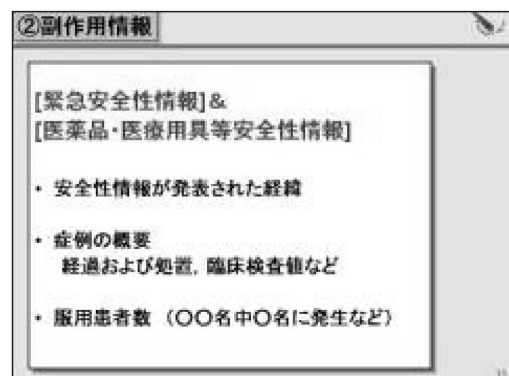 ②副作用情報
[緊急安全性情報]&
[医薬品・医療用具等安全性情報]
・ 安全性情報が発表された経緯
・ 症例の概要
経過および処置, 臨床検査値など
・ 服用患者数 （〇〇名中〇名に発生など）